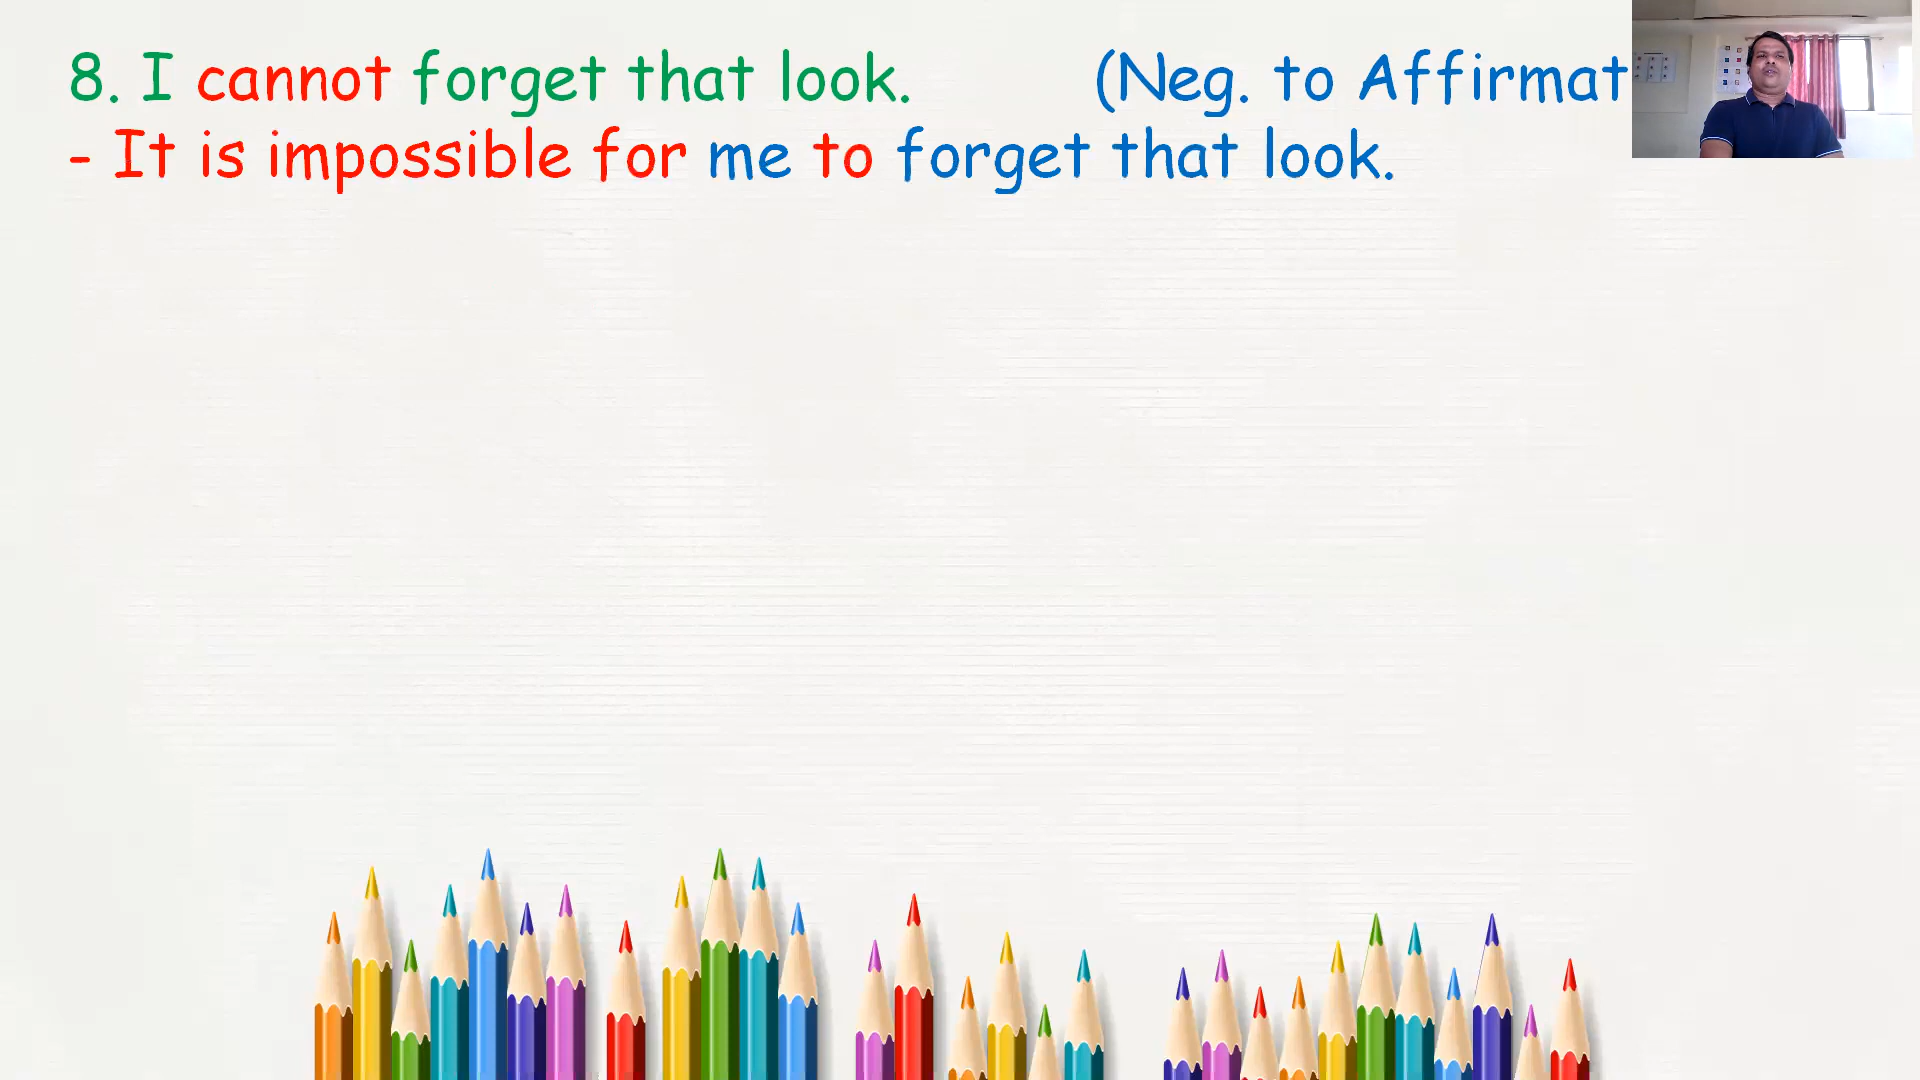 8. I cannot forget that look. (Neg. to Affirmat
- It is impossible for me to forget that look.